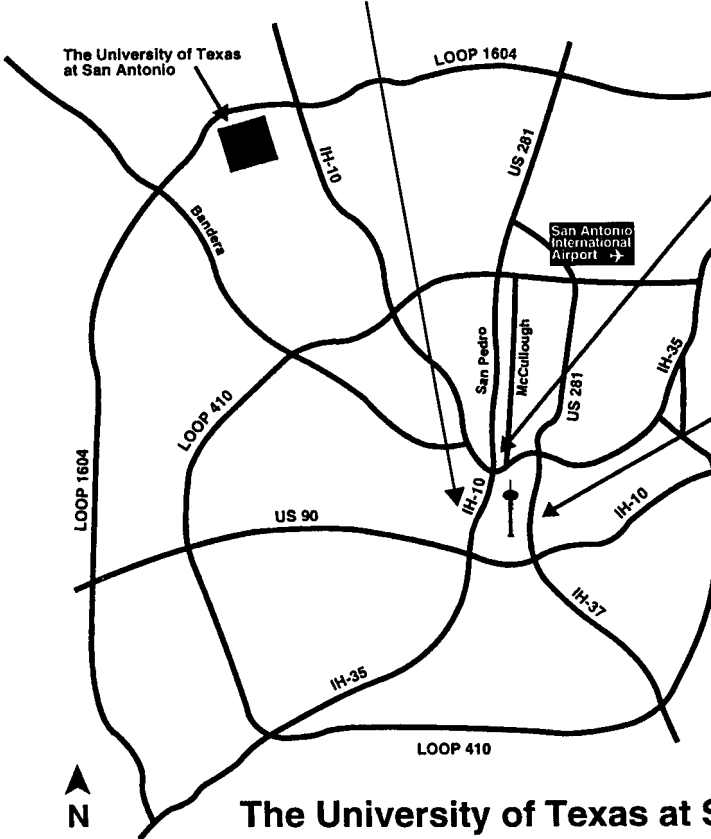 The University of Texas
at San Antonio
LOOP 1604
IH-10
US 281
Bandera
San Antonio
International
Airport
San Pedro
McCullough
IH-35
US 281
LOOP 410
LOOP 1604
IH-10
IH-10
US 90
IH-37
IH-35
LOOP 410
N
The University of Texas at S